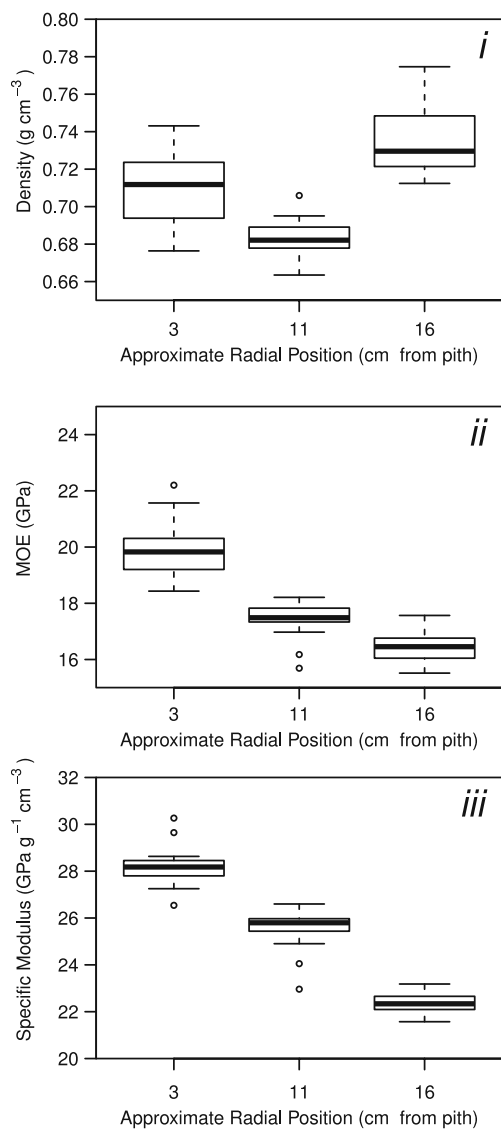 i
0.80
0.78
0.76
0.74
0.72
0.70
0.68
0.66
Density (g cm⁻³)
3 11 16
Approximate Radial Position (cm from pith)
ii
24
22
20
18
16
MOE (GPa)
3 11 16
Approximate Radial Position (cm from pith)
iii
32
30
28
26
24
22
20
Specific Modulus (GPa g⁻¹ cm⁻³)
3 11 16
Approximate Radial Position (cm from pith)